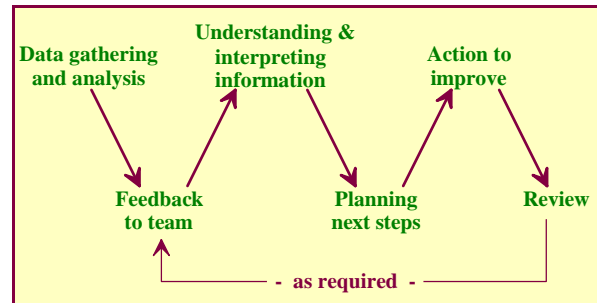 Data gathering
and analysis
Feedback
to team
Understanding &
interpreting
information
Planning
next steps
Action to
improve
Review
- as required -